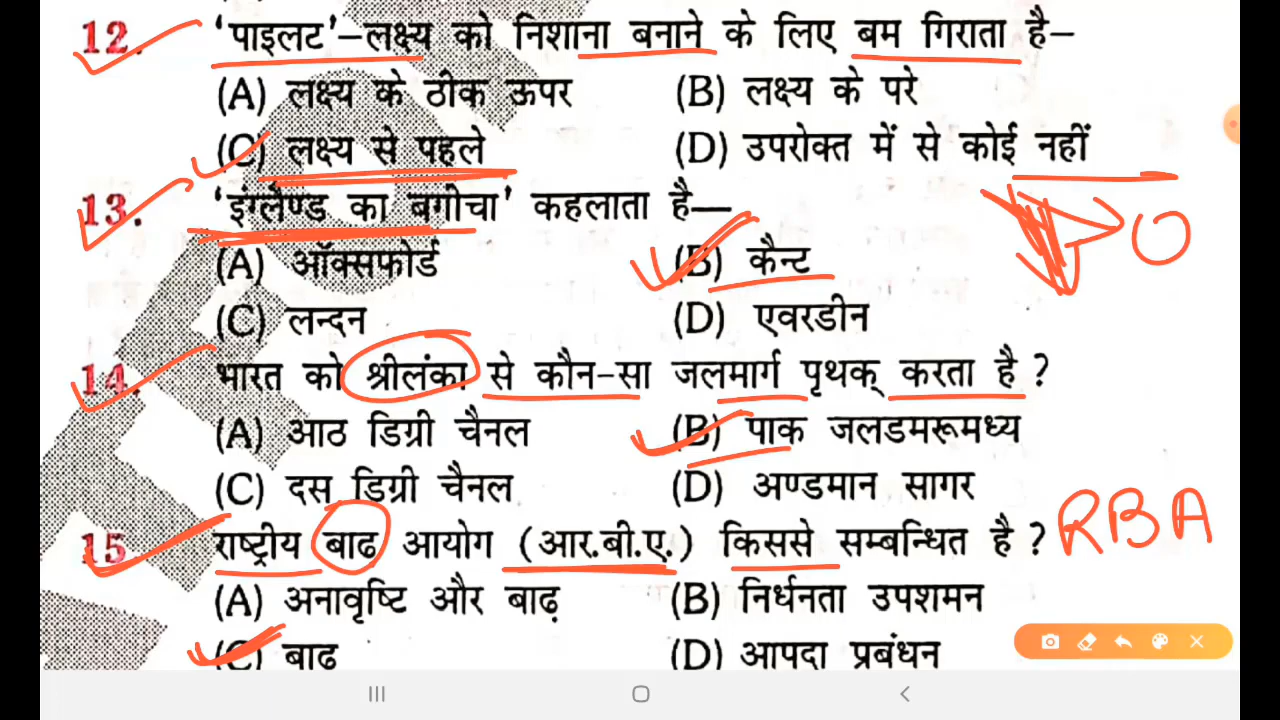 12. ‘पाइलट’–लक्ष्य को निशाना बनाने के लिए बम गिराता है–
(A) लक्ष्य के ठीक ऊपर (B) लक्ष्य के परे
(C) लक्ष्य से पहले (D) उपरोक्त में से कोई नहीं
13. ‘इंग्लैण्ड का बगीचा’ कहलाता है—
(A) ऑक्सफोर्ड (B) कैन्ट
(C) लन्दन (D) एवरडीन
14. भारत को श्रीलंका से कौन-सा जलमार्ग पृथक् करता है ?
(A) आठ डिग्री चैनल (B) पाक जलडमरूमध्य
(C) दस डिग्री चैनल (D) अण्डमान सागर
15 राष्ट्रीय बाढ आयोग (आर.बी.ए.) किससे सम्बन्धित है ? RBA
(A) अनावृष्टि और बाढ़ (B) निर्धनता उपशमन
(C) बाढ (D) आपदा प्रबंधन